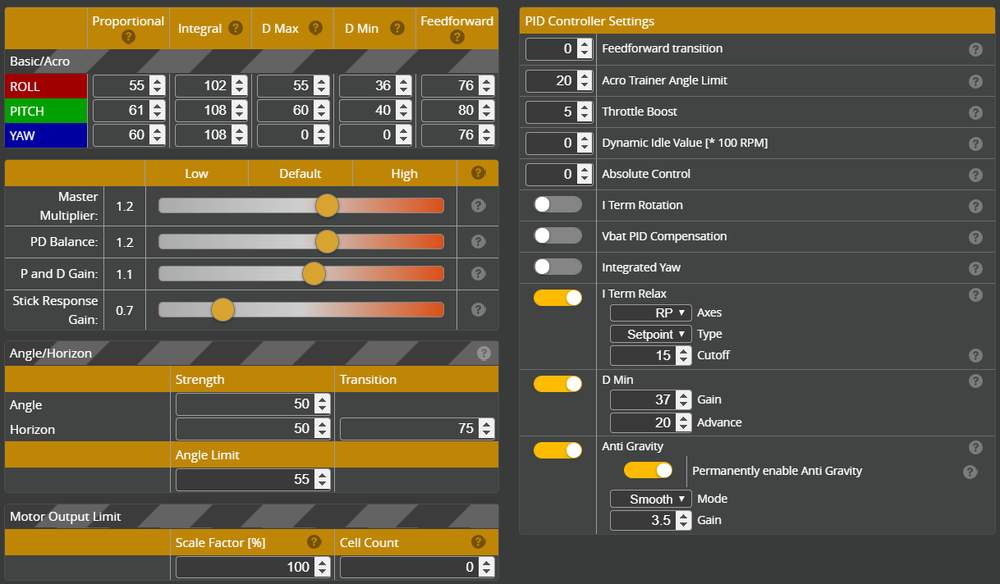 Proportional Integral D Max D Min Feedforward
Basic/Acro
ROLL 55 102 55 36 76
PITCH 61 108 60 40 80
YAW 60 108 0 0 76
Low Default High
Master
Multiplier: 1.2
PD Balance: 1.2
P and D Gain: 1.1
Stick Response
Gain: 0.7
Angle/Horizon
Strength Transition
Angle 50
Horizon 50 75
Angle Limit
55
Motor Output Limit
Scale Factor [%] Cell Count
100 0
PID Controller Settings
0 Feedforward transition
20 Acro Trainer Angle Limit
5 Throttle Boost
0 Dynamic Idle Value [* 100 RPM]
0 Absolute Control
I Term Rotation
Vbat PID Compensation
Integrated Yaw
I Term Relax
RP Axes
Setpoint Type
15 Cutoff
D Min
37 Gain
20 Advance
Anti Gravity
Permanently enable Anti Gravity
Smooth Mode
3.5 Gain